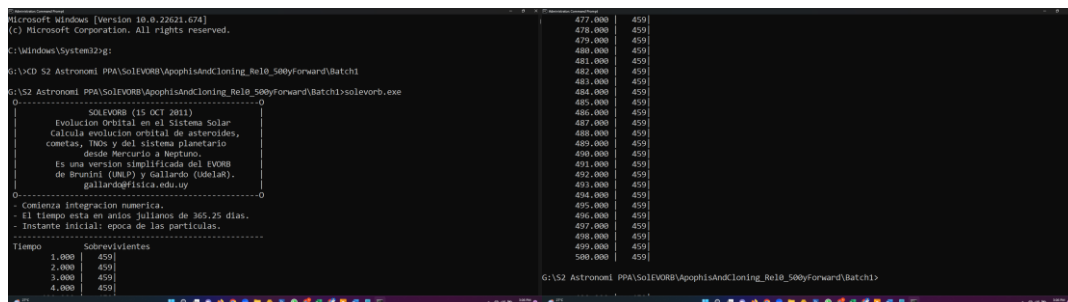 Administrator: Command Prompt
Microsoft Windows [Version 10.0.22621.674]
(c) Microsoft Corporation. All rights reserved.
C:\Windows\System32>g:
G:\>CD S2 Astronomi PPA\SolEVORB\ApophisAndCloning_Rel0_500yForward\Batch1
G:\S2 Astronomi PPA\SolEVORB\ApophisAndCloning_Rel0_500yForward\Batch1>solevorb.exe
O-----------------------------------------------O
| SOLEVORB (15 OCT 2011) |
| Evolucion Orbital en el Sistema Solar |
| Calcula evolucion orbital de asteroides, |
| cometas, TNOs y del sistema planetario |
| desde Mercurio a Neptuno. |
| Es una version simplificada del EVORB |
| de Brunini (UNLP) y Gallardo (UdelaR). |
| gallardo@fisica.edu.uy |
O-----------------------------------------------O
- Comienza integracion numerica.
- El tiempo esta en anios julianos de 365.25 dias.
- Instante inicial: epoca de las particulas.
--------------------------------------------------
Tiempo Sobrevivientes
1.000 | 459|
2.000 | 459|
3.000 | 459|
4.000 | 459|
Administrator: Command Prompt
477.000 | 459|
478.000 | 459|
479.000 | 459|
480.000 | 459|
481.000 | 459|
482.000 | 459|
483.000 | 459|
484.000 | 459|
485.000 | 459|
486.000 | 459|
487.000 | 459|
488.000 | 459|
489.000 | 459|
490.000 | 459|
491.000 | 459|
492.000 | 459|
493.000 | 459|
494.000 | 459|
495.000 | 459|
496.000 | 459|
497.000 | 459|
498.000 | 459|
499.000 | 459|
500.000 | 459|
G:\S2 Astronomi PPA\SolEVORB\ApophisAndCloning_Rel0_500yForward\Batch1>